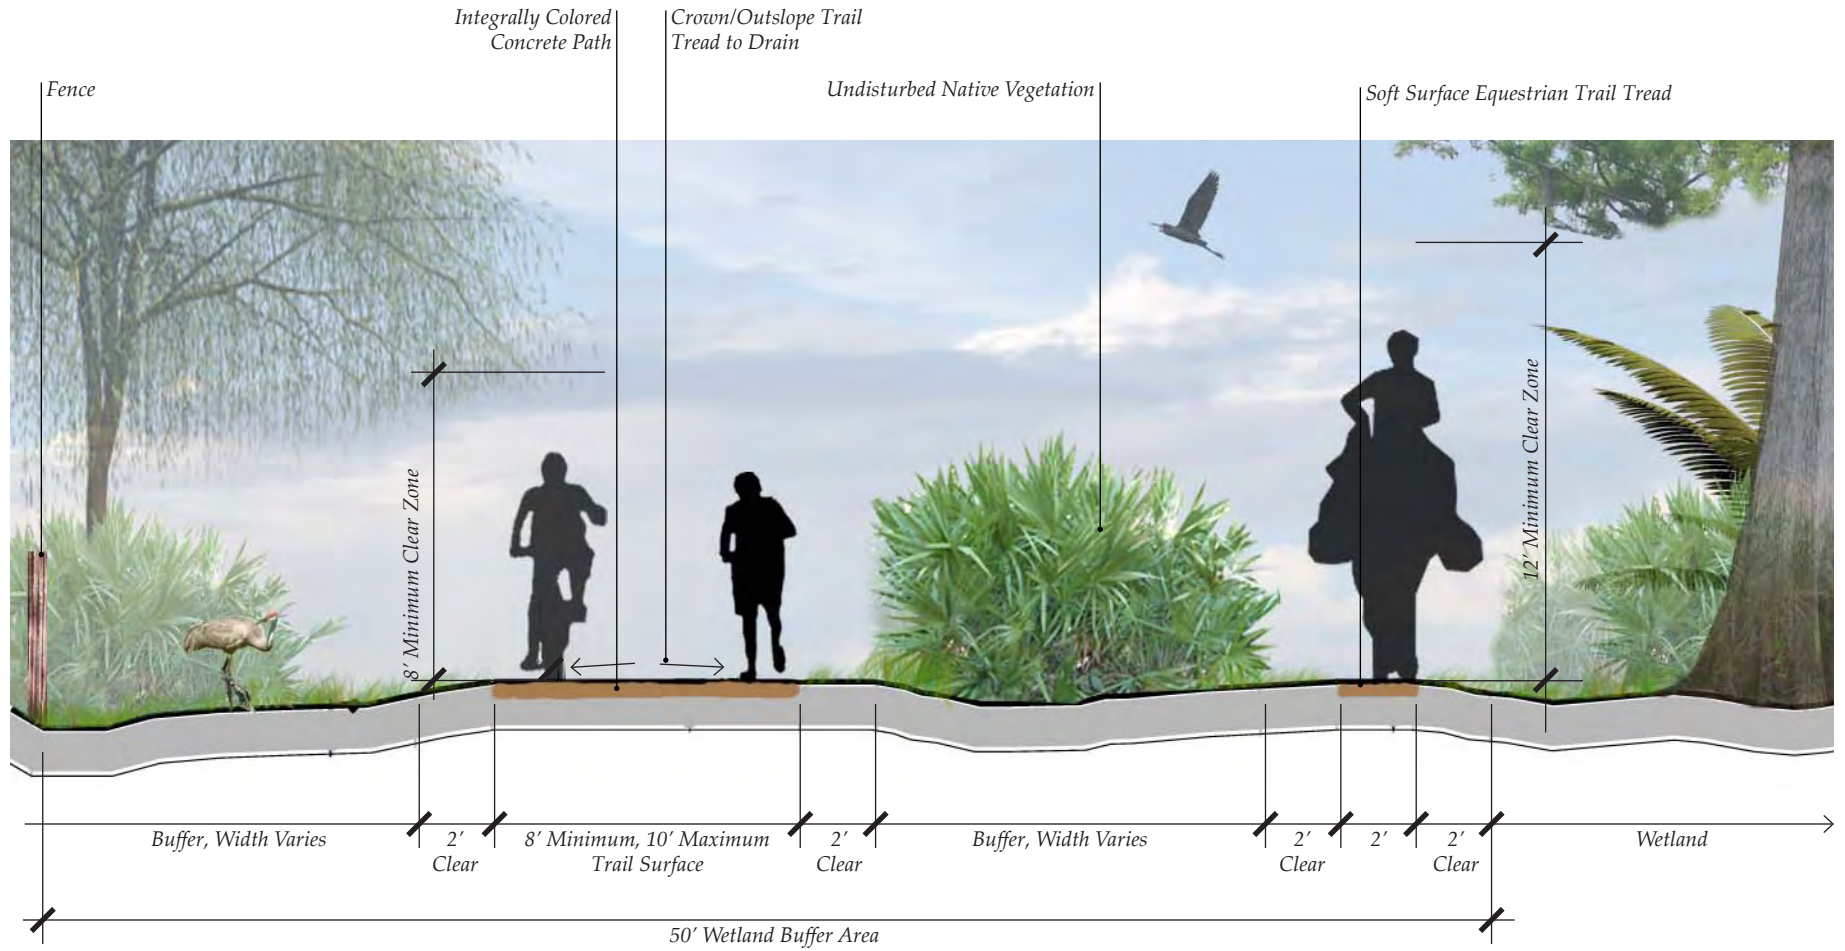 Integrally Colored
Concrete Path
Crown/Outslope Trail
Tread to Drain
Fence
Undisturbed Native Vegetation
Soft Surface Equestrian Trail Tread
8′ Minimum Clear Zone
12′ Minimum Clear Zone
Buffer, Width Varies
2′
Clear
8′ Minimum, 10′ Maximum
Trail Surface
2′
Clear
Buffer, Width Varies
2′
Clear
2′
2′
Clear
Wetland
50′ Wetland Buffer Area